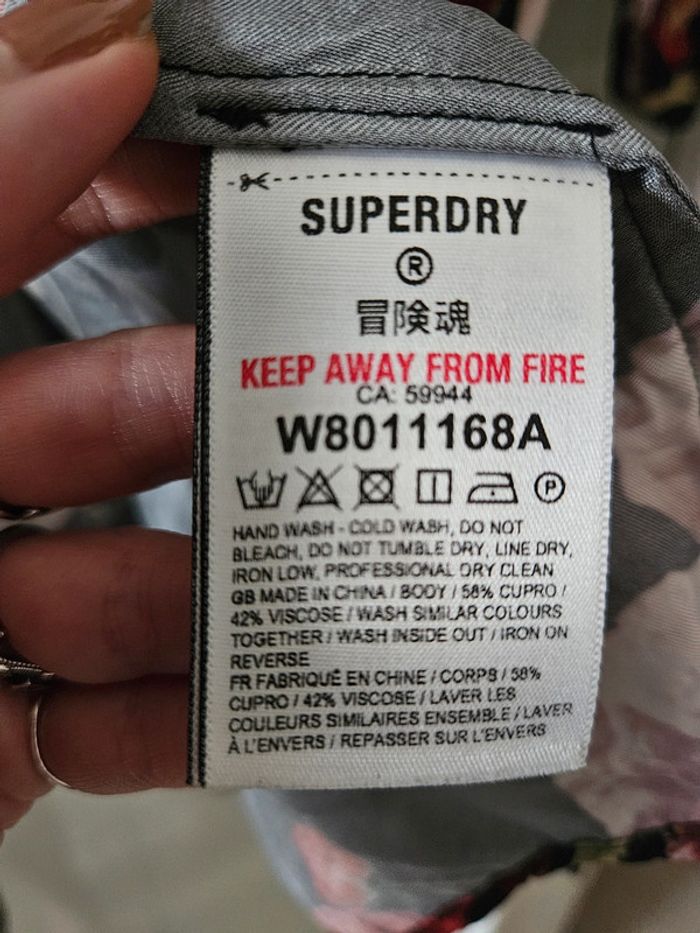 SUPERDRY
®
冒険魂
KEEP AWAY FROM FIRE
CA: 59944
W8011168A
P
HAND WASH - COLD WASH, DO NOT
BLEACH, DO NOT TUMBLE DRY, LINE DRY,
IRON LOW, PROFESSIONAL DRY CLEAN
GB MADE IN CHINA / BODY / 58% CUPRO /
42% VISCOSE / WASH SIMILAR COLOURS
TOGETHER / WASH INSIDE OUT / IRON ON
REVERSE
FR FABRIQUÉ EN CHINE / CORPS / 58%
CUPRO / 42% VISCOSE / LAVER LES
COULEURS SIMILAIRES ENSEMBLE / LAVER
À L'ENVERS / REPASSER SUR L'ENVERS